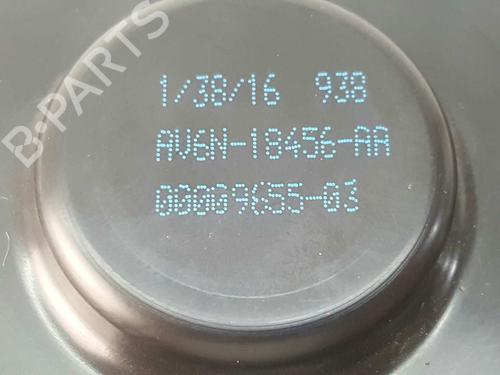 B-PARTS
1/38/16 938
AV6N-18456-AA
00009655-03